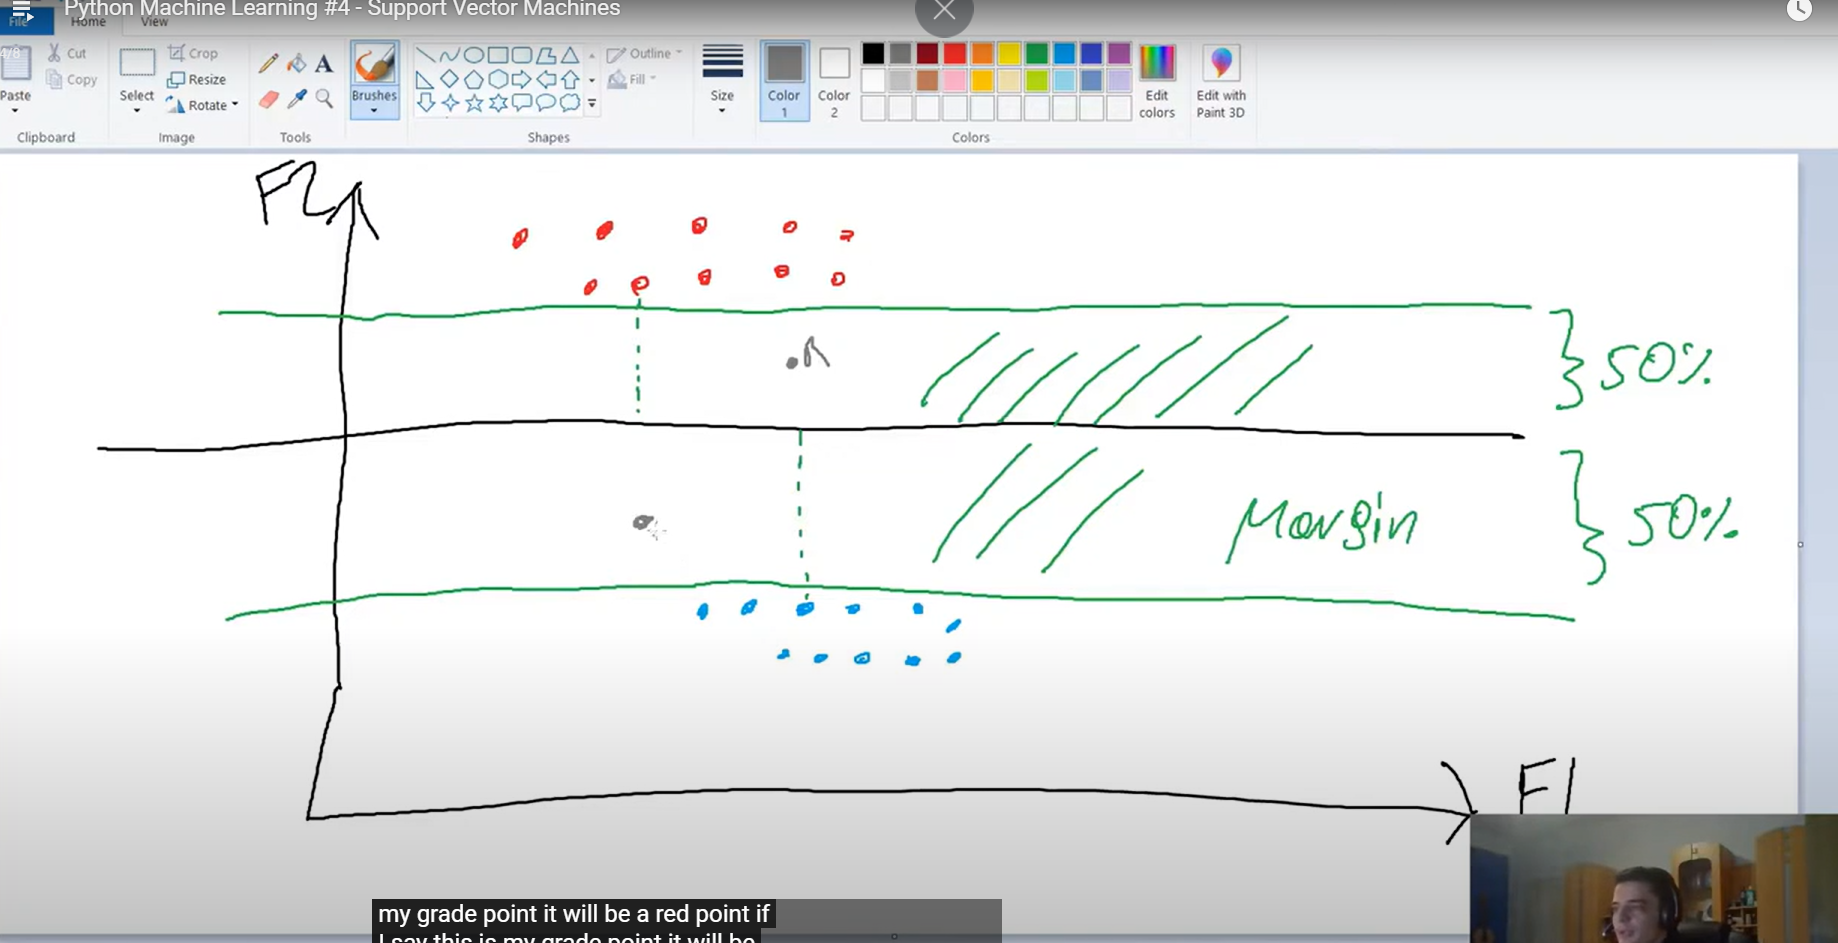 Python Machine Learning #4 - Support Vector Machines
File
Home
View
4/8
Paste
Cut
Copy
Clipboard
Select
Crop
Resize
Rotate
Image
A
Tools
Brushes
Outline
Fill
Shapes
Size
Color
1
Color
2
Edit
colors
Edit with
Paint 3D
Colors
F2
R
50%
Margin
50%
F1
my grade point it will be a red point if
I say this is my grade point it will be